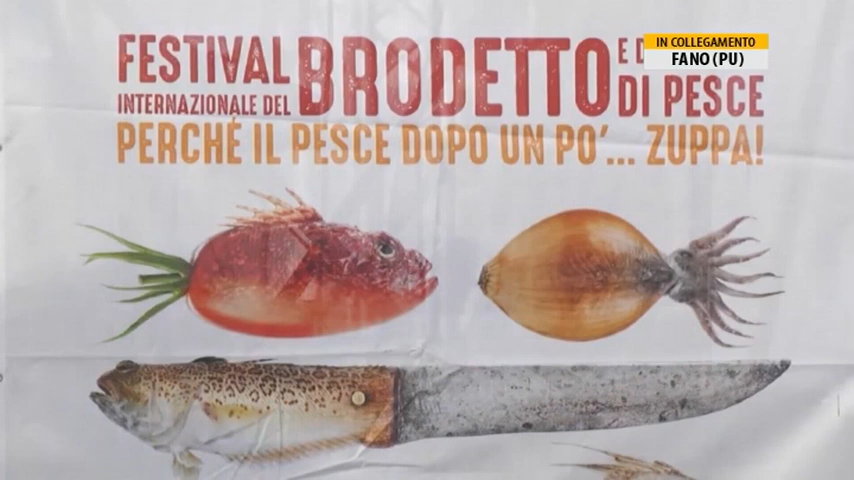 FESTIVAL
INTERNAZIONALE DEL
BRODETTO
E D
DI PESCE
PERCHÉ IL PESCE DOPO UN PO'... ZUPPA!
IN COLLEGAMENTO
FANO (PU)